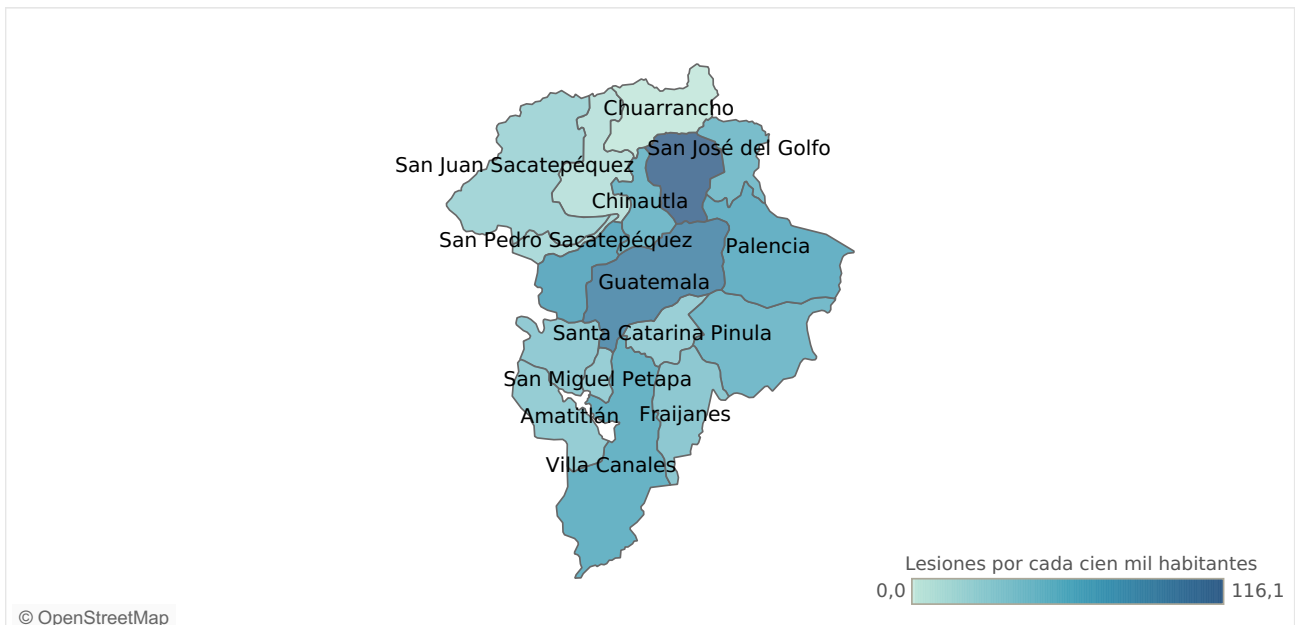 Chuarrancho
San José del Golfo
San Juan Sacatepéquez
Chinautla
San Pedro Sacatepéquez
Palencia
Guatemala
Santa Catarina Pinula
San Miguel Petapa
Amatitlán
Fraijanes
Villa Canales
Lesiones por cada cien mil habitantes
0,0
116,1
© OpenStreetMap